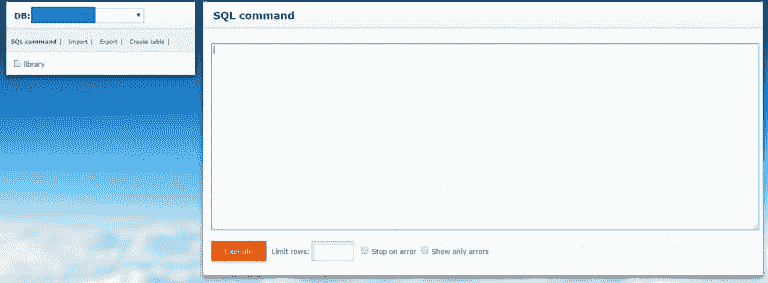 DB:
SQL command | Import | Export | Create table |
library
SQL command
Execute Limit rows: Stop on error Show only errors